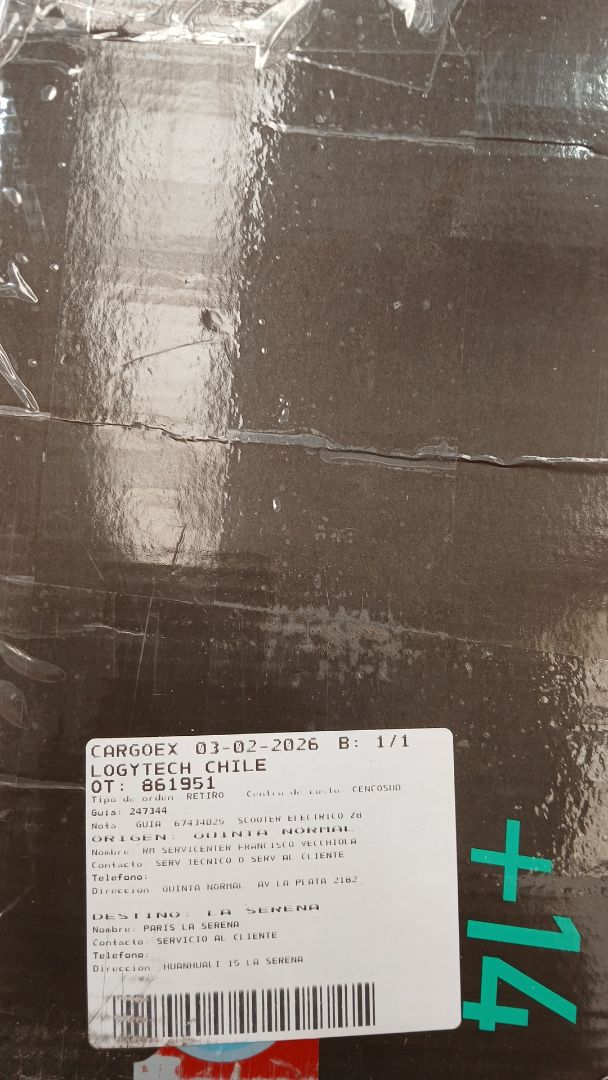 CARGOEX 03-02-2026 B: 1/1
LOGYTECH CHILE
OT: 861951
Tipo de orden RETIRO Centro de costo CENCOSUD
Guia: 247344
Nota GUIA 67434025 SCOOTER ELECTRICO ZB
ORIGEN: QUINTA NORMAL
Nombre: RM SERVICENTER FRANCISCO VECCHIOLA
Contacto: SERV TECNICO O SERV AL CLIENTE
Telefono:
Direccion QUINTA NORMAL AV LA PLATA 2182
DESTINO: LA SERENA
Nombre: PARIS LA SERENA
Contacto: SERVICIO AL CLIENTE
Telefono:
Direccion HUANHUALI 15 LA SERENA
+14